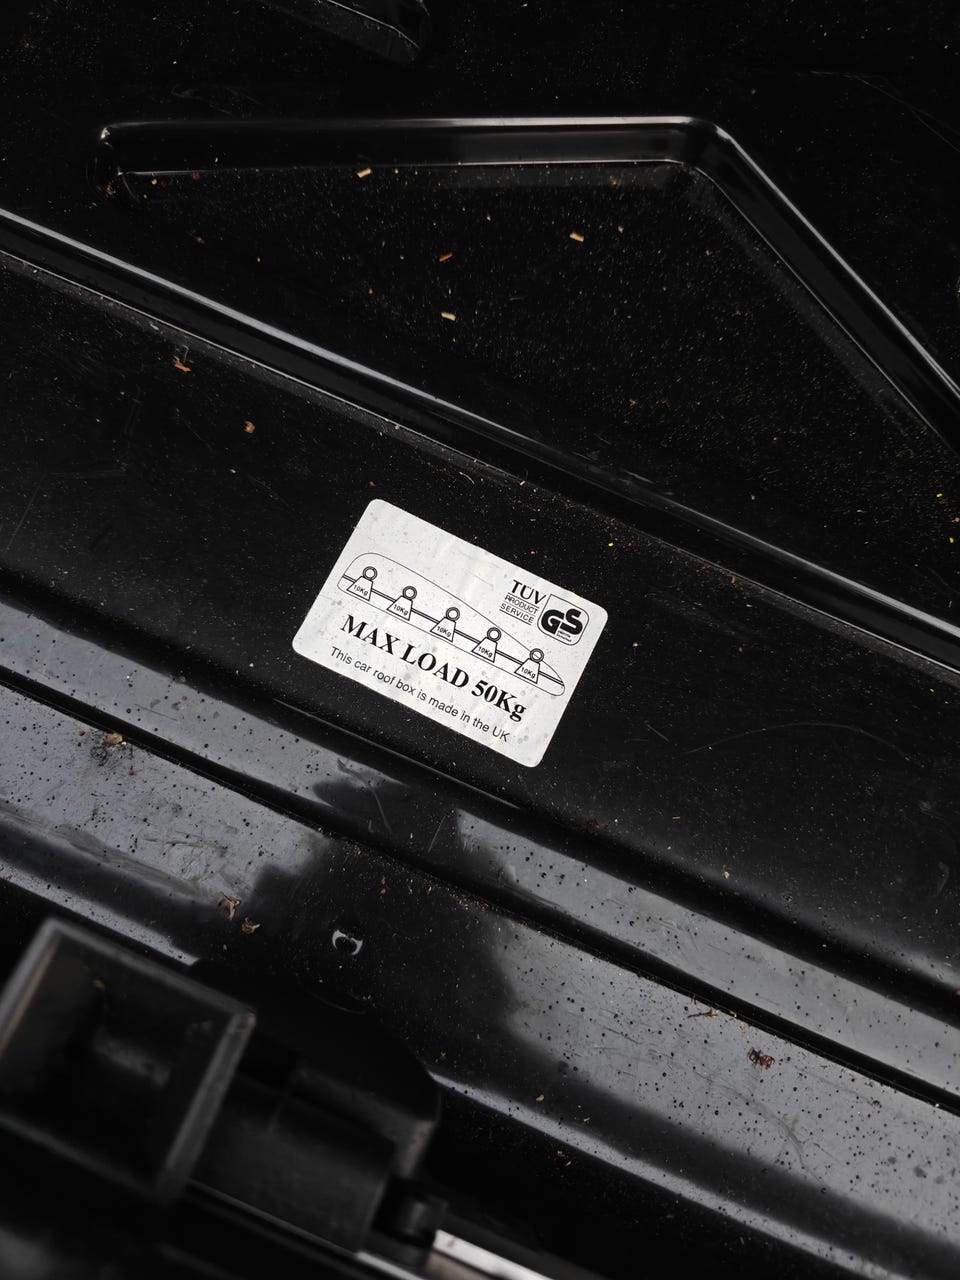 TÜV
PRODUCT
SERVICE
GS
10Kg
10Kg
10Kg
10Kg
10Kg
MAX LOAD 50Kg
This car roof box is made in the UK